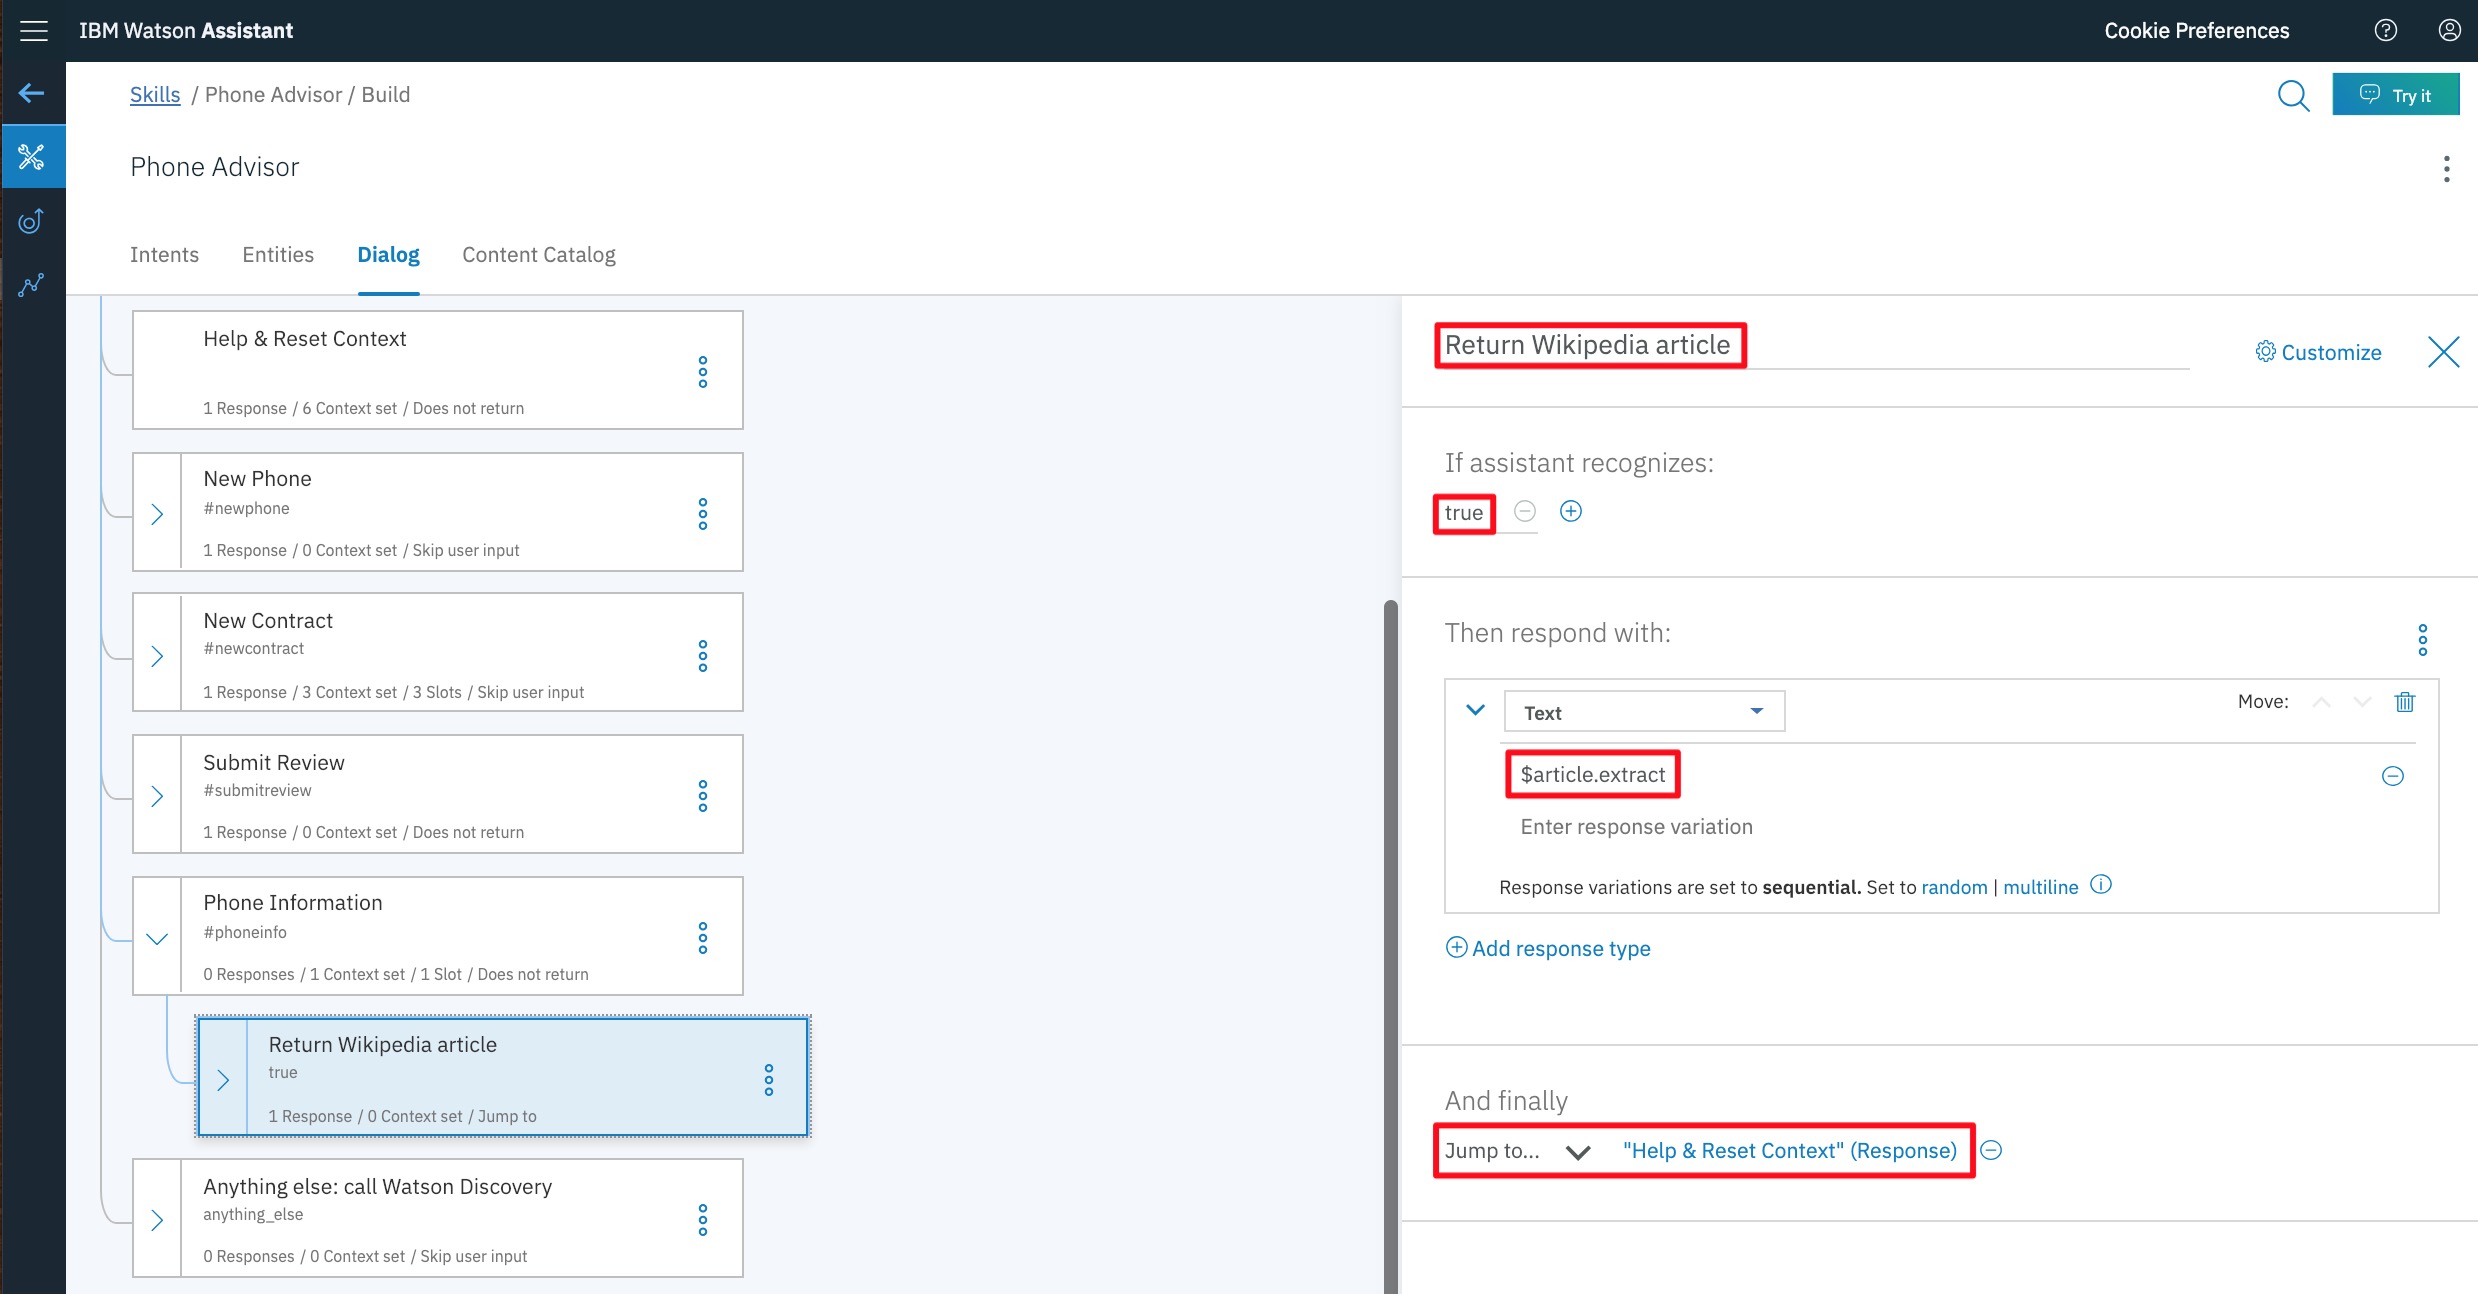 IBM Watson Assistant
Cookie Preferences
Skills / Phone Advisor / Build
Try it
Phone Advisor
Intents Entities Dialog Content Catalog
Help & Reset Context
1 Response / 6 Context set / Does not return
New Phone
#newphone
1 Response / 0 Context set / Skip user input
New Contract
#newcontract
1 Response / 3 Context set / 3 Slots / Skip user input
Submit Review
#submitreview
1 Response / 0 Context set / Does not return
Phone Information
#phoneinfo
0 Responses / 1 Context set / 1 Slot / Does not return
Return Wikipedia article
true
1 Response / 0 Context set / Jump to
Anything else: call Watson Discovery
anything_else
0 Responses / 0 Context set / Skip user input
Return Wikipedia article
Customize
If assistant recognizes:
true
Then respond with:
Text
Move:
$article.extract
Enter response variation
Response variations are set to sequential. Set to random | multiline
Add response type
And finally
Jump to... "Help & Reset Context" (Response)